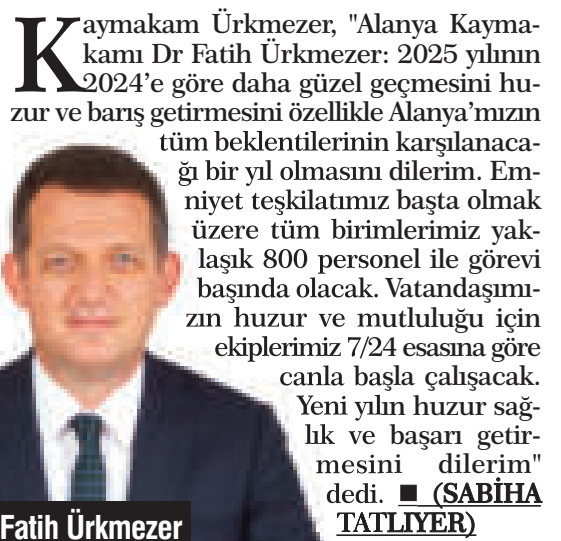 Kaymakam Ürkmezer, "Alanya Kayma-
kamı Dr Fatih Ürkmezer: 2025 yılının
2024’e göre daha güzel geçmesini hu-
zur ve barış getirmesini özellikle Alanya’mızın
tüm beklentilerinin karşılanaca-
ğı bir yıl olmasını dilerim. Em-
niyet teşkilatımız başta olmak
üzere tüm birimlerimiz yak-
laşık 800 personel ile görevi
başında olacak. Vatandaşımı-
zın huzur ve mutluluğu için
ekiplerimiz 7/24 esasına göre
canla başla çalışacak.
Yeni yılın huzur sağ-
lık ve başarı getir-
mesini dilerim"
dedi. ■ (SABİHA
TATLIYER)
Fatih Ürkmezer